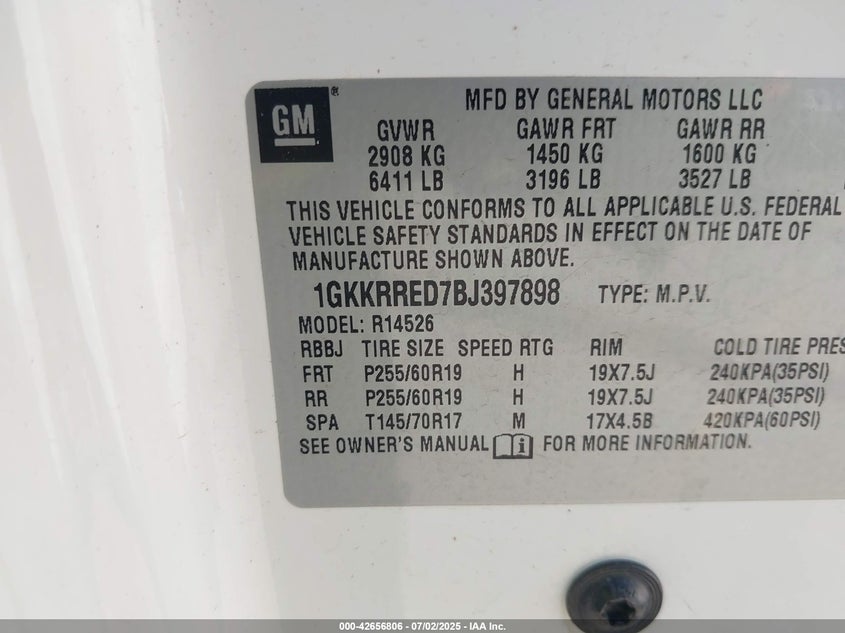 GM®
MFD BY GENERAL MOTORS LLC
GVWR GAWR FRT GAWR RR
2908 KG 1450 KG 1600 KG
6411 LB 3196 LB 3527 LB
THIS VEHICLE CONFORMS TO ALL APPLICABLE U.S. FEDERAL
VEHICLE SAFETY STANDARDS IN EFFECT ON THE DATE OF
MANUFACTURE SHOWN ABOVE.
1GKKRRED7BJ397898 TYPE: M.P.V.
MODEL: R14526
RBBJ TIRE SIZE SPEED RTG RIM COLD TIRE PRES
FRT P255/60R19 H 19X7.5J 240KPA(35PSI)
RR P255/60R19 H 19X7.5J 240KPA(35PSI)
SPA T145/70R17 M 17X4.5B 420KPA(60PSI)
SEE OWNER'S MANUAL i FOR MORE INFORMATION.
000-42656806 - 07/02/2025 - IAA Inc.